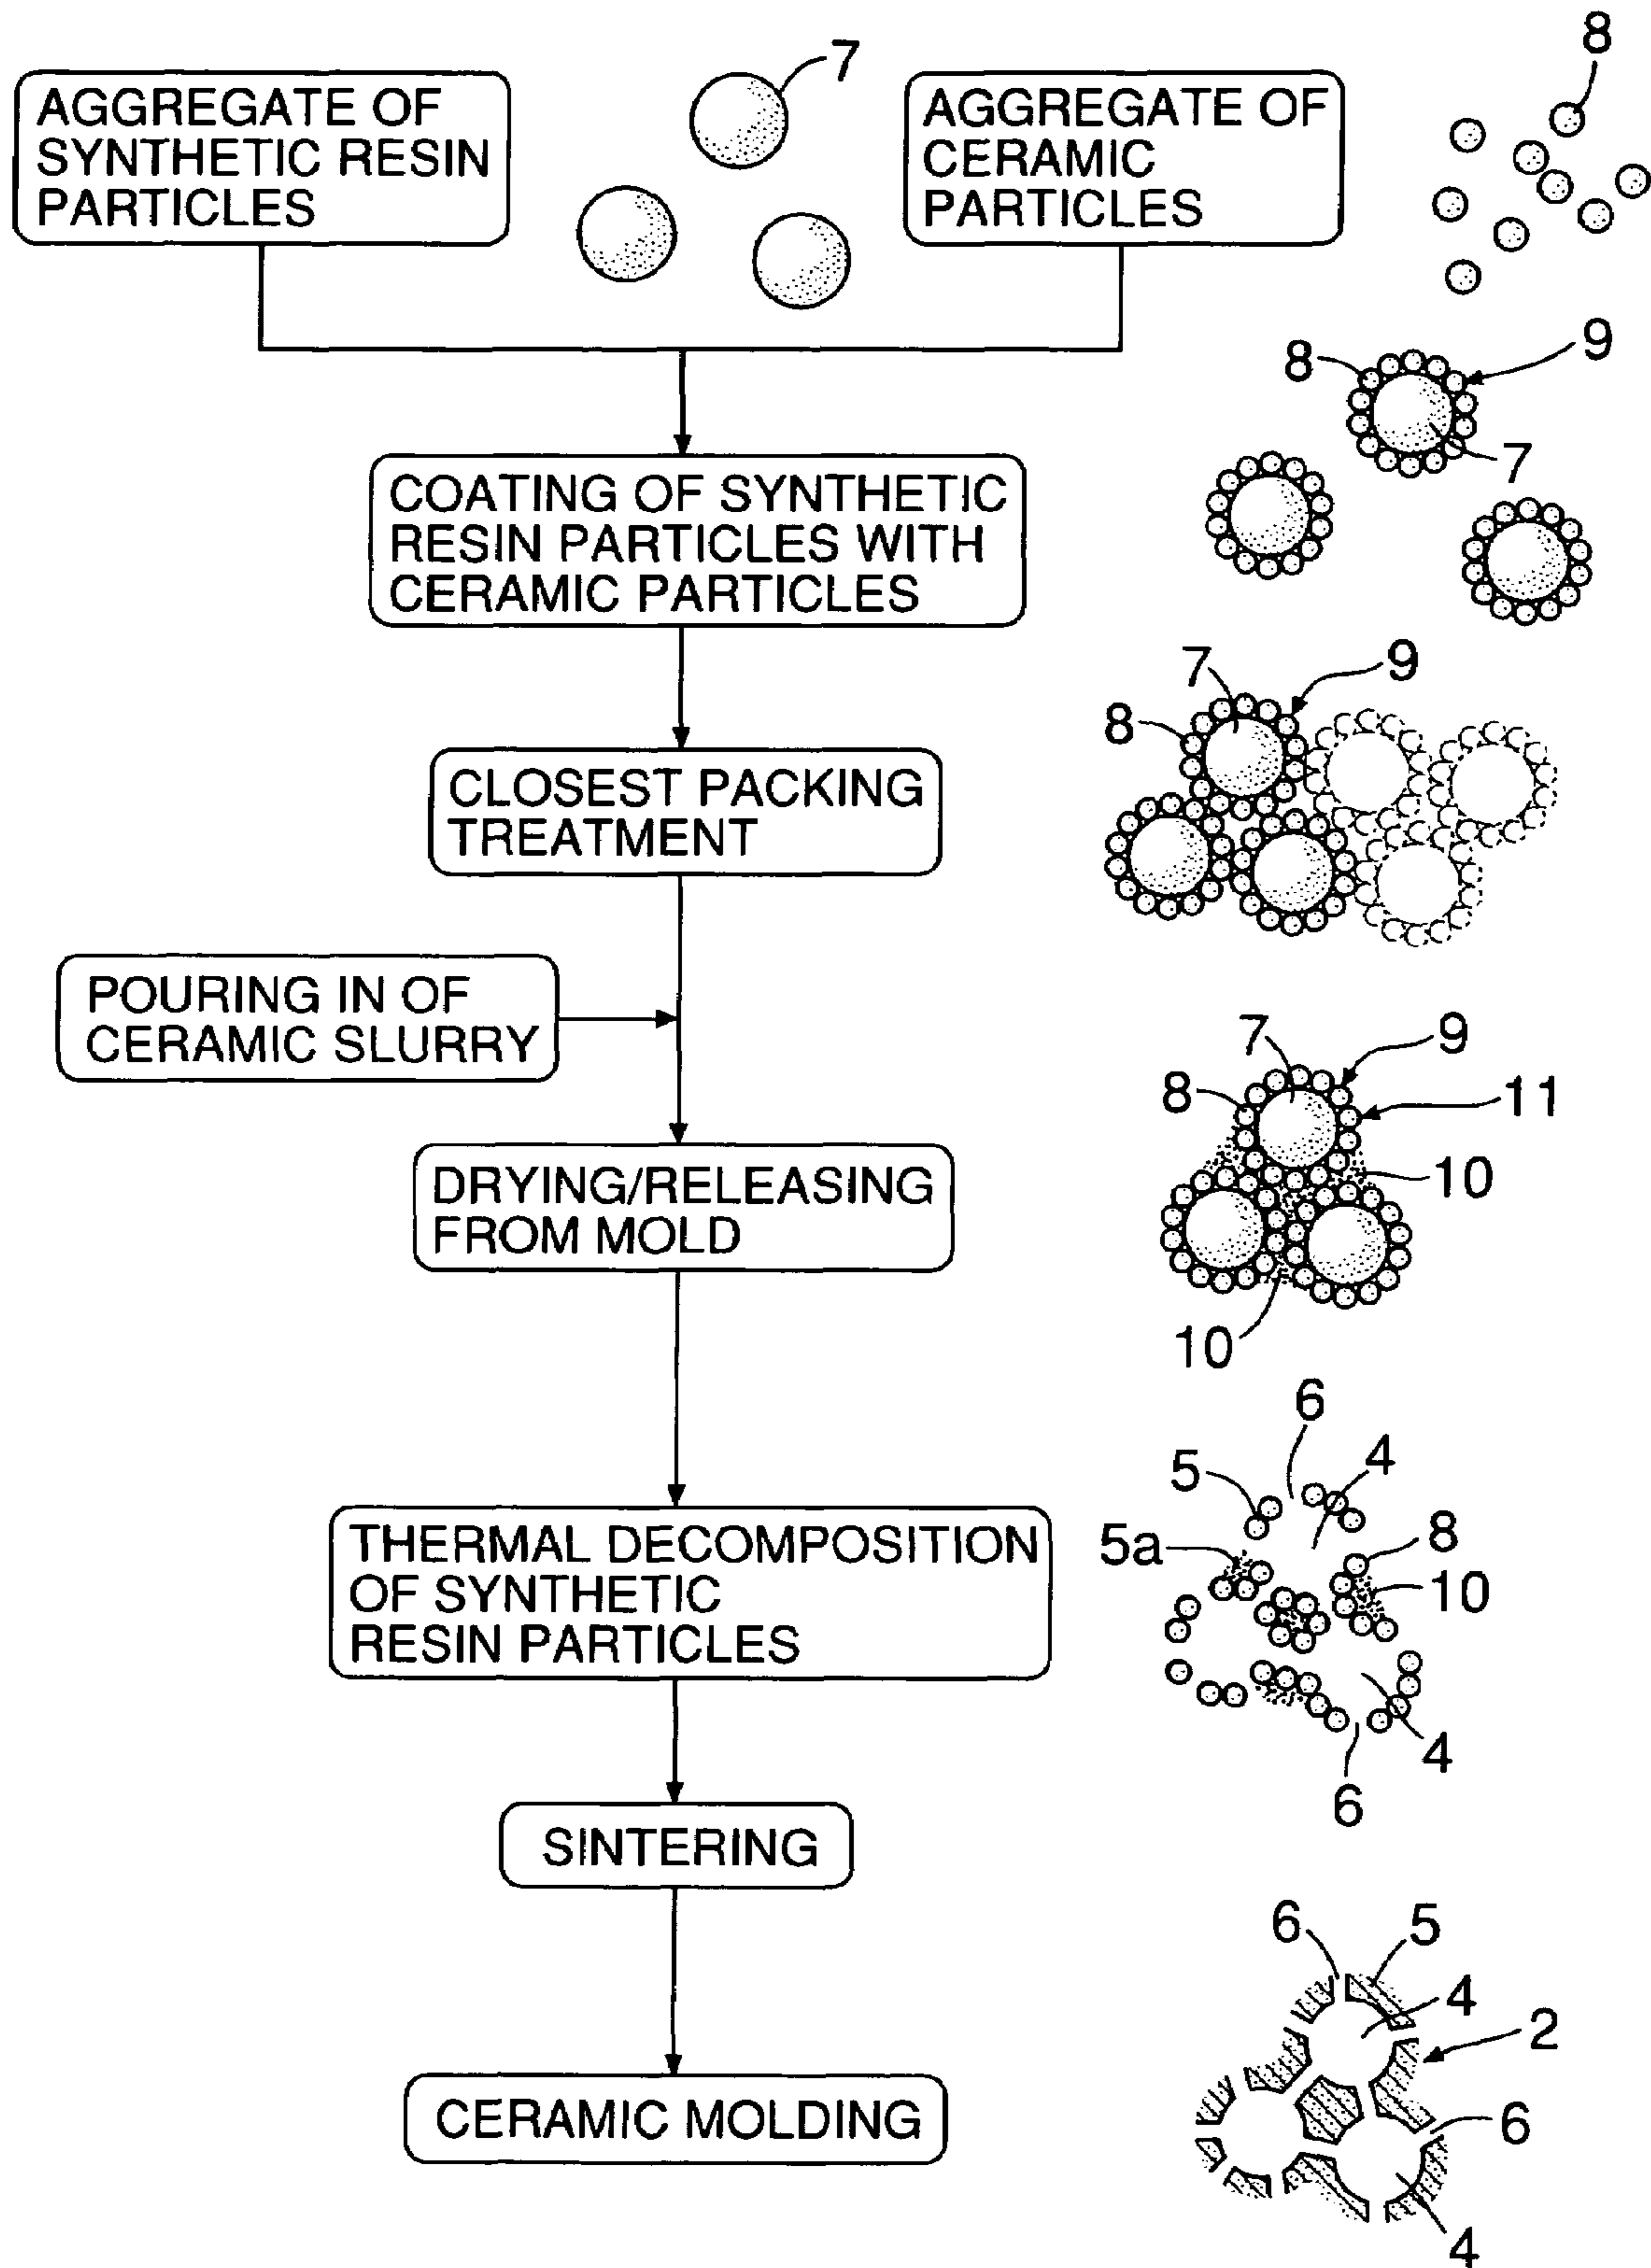 AGGREGATE OF
SYNTHETIC RESIN
PARTICLES
7
AGGREGATE OF
CERAMIC
PARTICLES
8
8
9
7
COATING OF SYNTHETIC
RESIN PARTICLES WITH
CERAMIC PARTICLES
7
9
8
CLOSEST PACKING
TREATMENT
POURING IN OF
CERAMIC SLURRY
7
9
8
11
10
10
DRYING/RELEASING
FROM MOLD
6
5
4
5a
8
10
4
6
THERMAL DECOMPOSITION
OF SYNTHETIC
RESIN PARTICLES
SINTERING
6
5
4
2
6
4
CERAMIC MOLDING